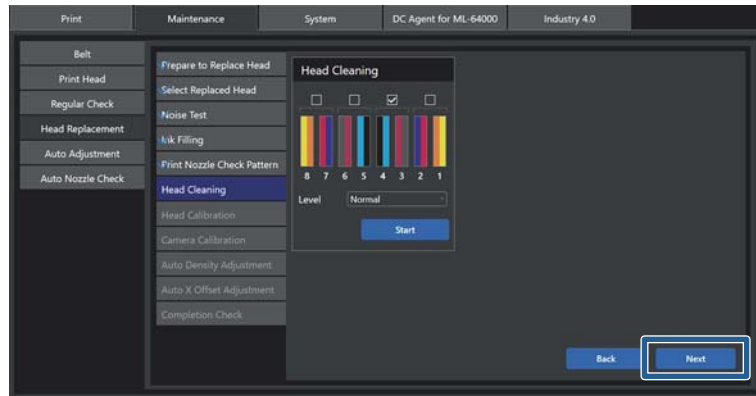 Print
Maintenance
System
DC Agent for ML-64000
Industry 4.0
Belt
Print Head
Regular Check
Head Replacement
Auto Adjustment
Auto Nozzle Check
Prepare to Replace Head
Select Replaced Head
Noise Test
Ink Filling
Print Nozzle Check Pattern
Head Cleaning
Head Calibration
Camera Calibration
Auto Density Adjustment
Auto X Offset Adjustment
Completion Check
Head Cleaning
8 7 6 5 4 3 2 1
Level Normal
Start
Back
Next